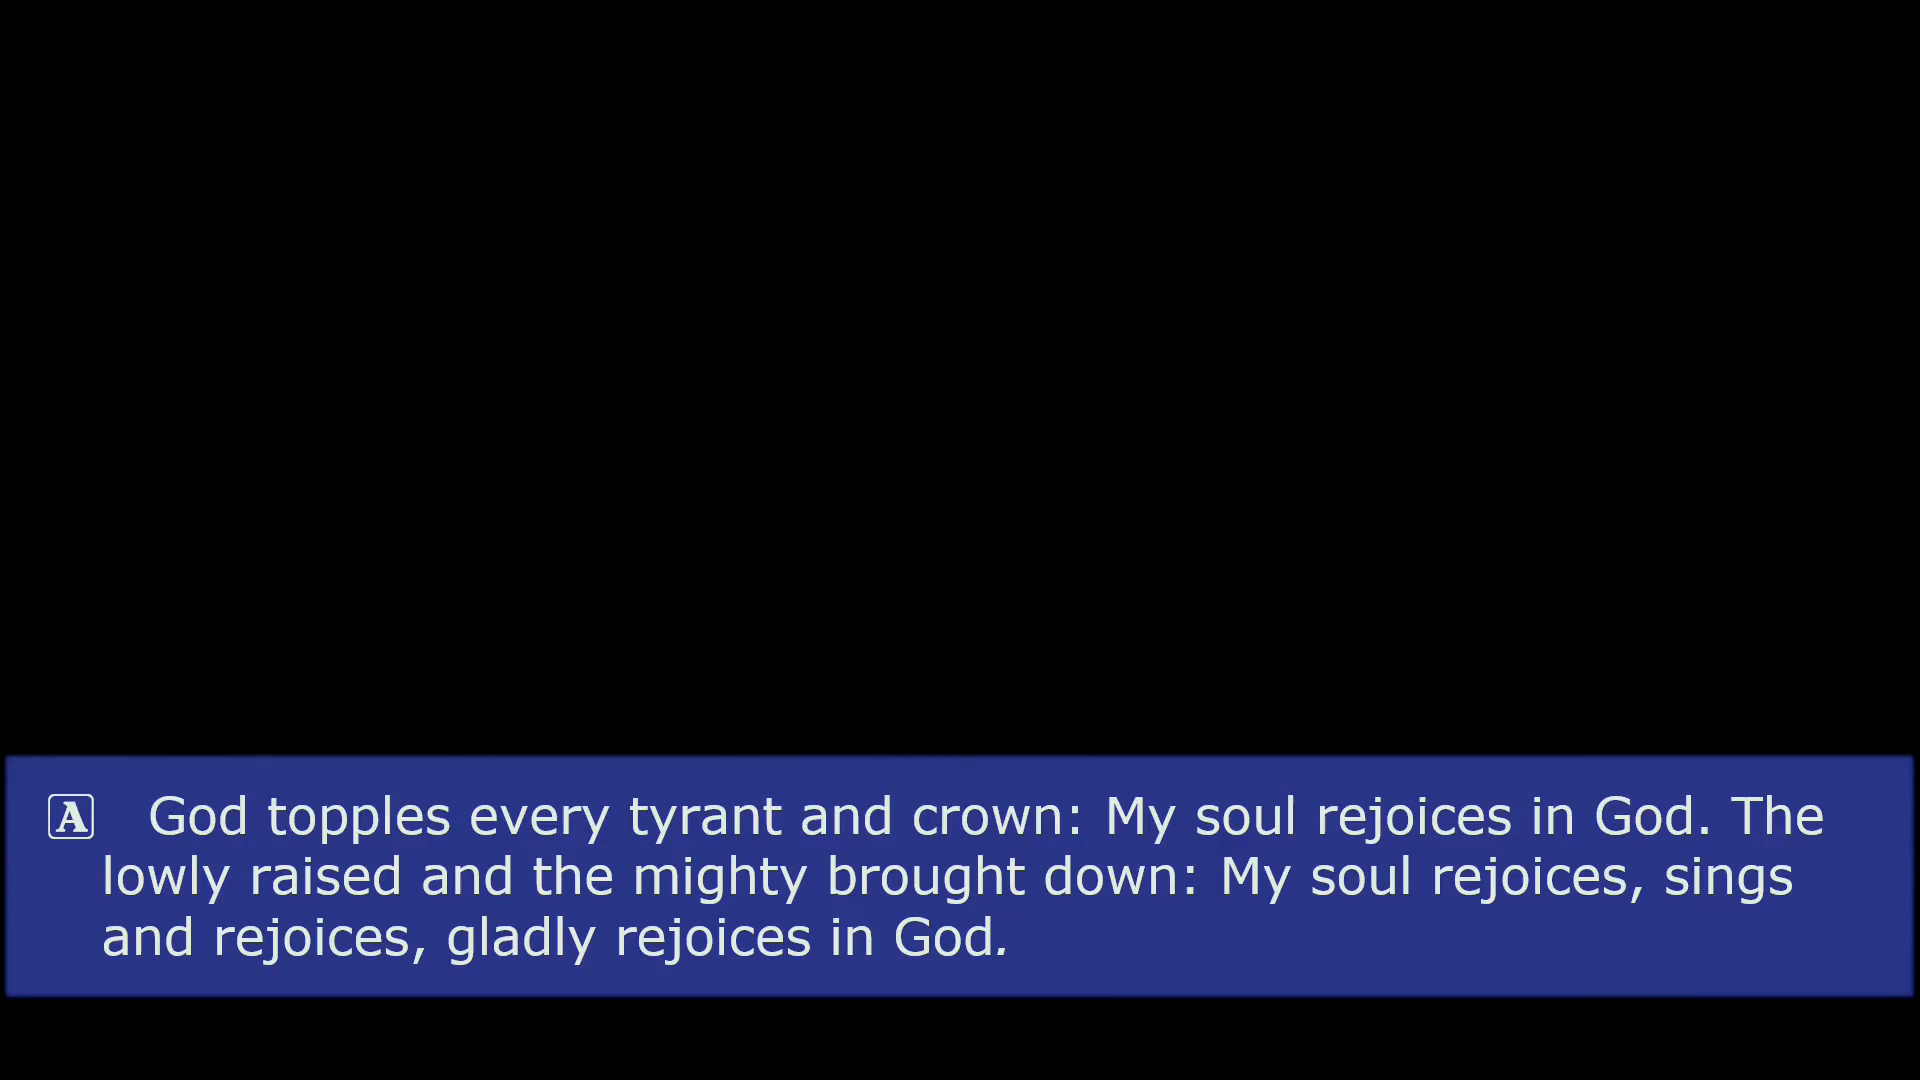 A God topples every tyrant and crown: My soul rejoices in God. The
lowly raised and the mighty brought down: My soul rejoices, sings
and rejoices, gladly rejoices in God.